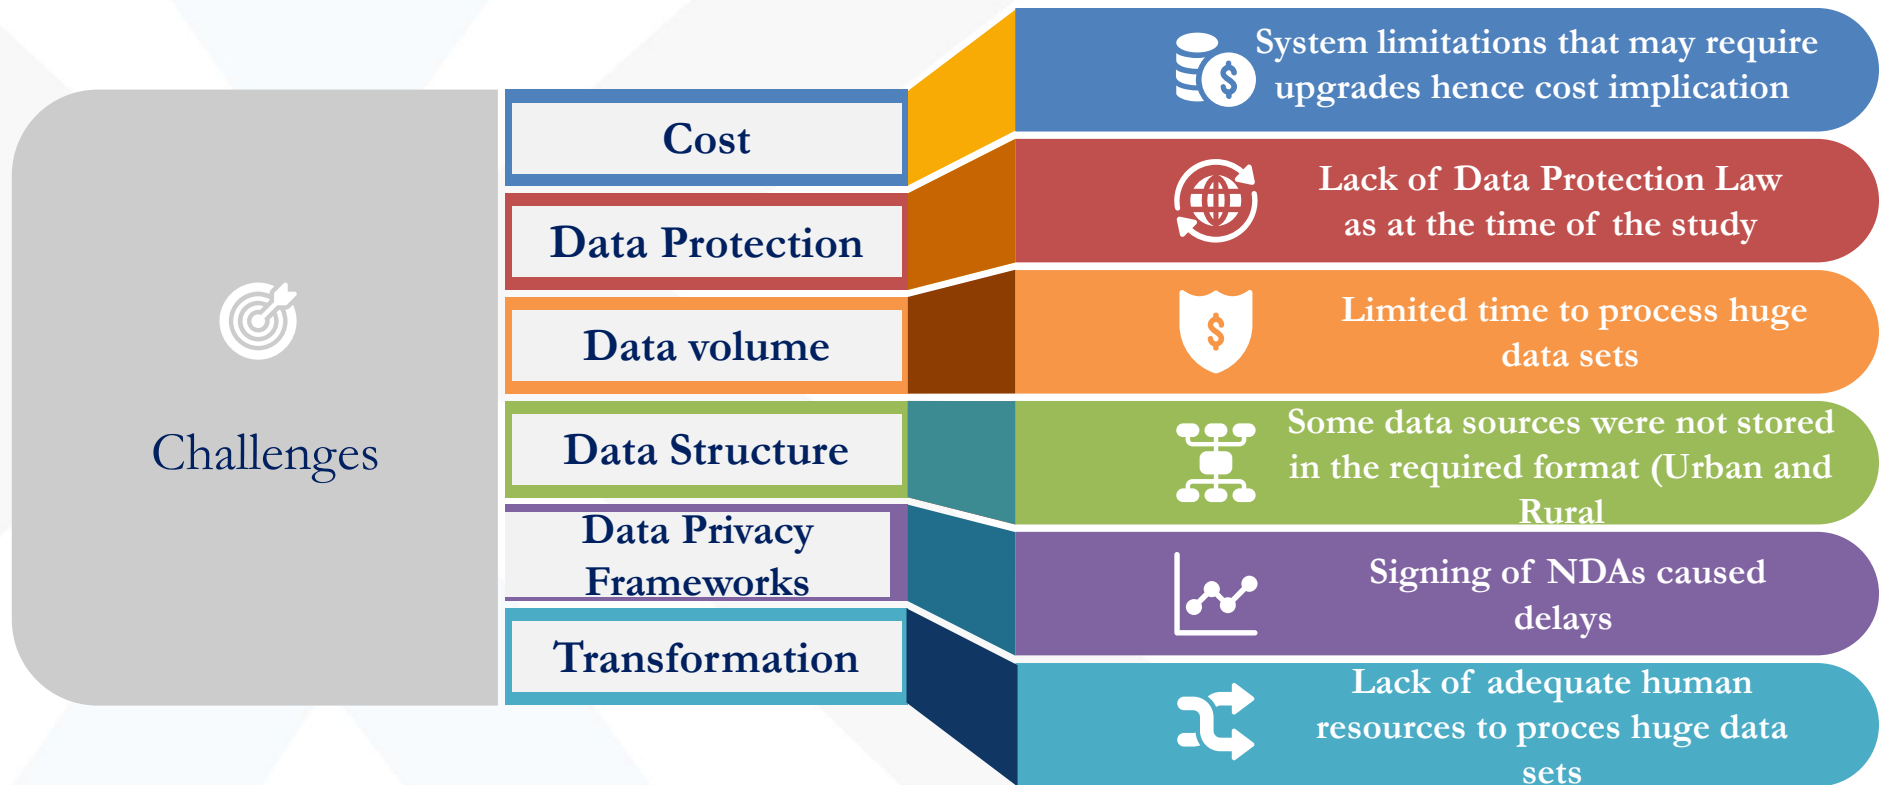 Challenges
Cost
System limitations that may require
upgrades hence cost implication
Data Protection
Lack of Data Protection Law
as at the time of the study
Data volume
Limited time to process huge
data sets
Data Structure
Some data sources were not stored
in the required format (Urban and
Rural
Data Privacy
Frameworks
Signing of NDAs caused
delays
Transformation
Lack of adequate human
resources to proces huge data
sets